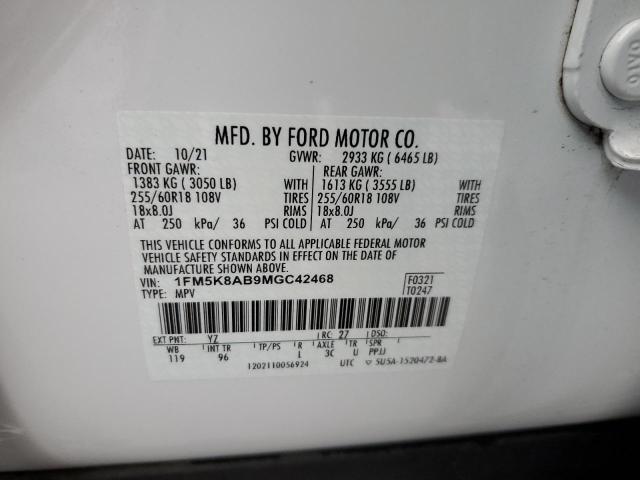 MFD. BY FORD MOTOR CO.
DATE: 10/21 GVWR: 2933 KG ( 6465 LB)
FRONT GAWR: REAR GAWR:
1383 KG ( 3050 LB) WITH 1613 KG ( 3555 LB) WITH
255/60R18 108V TIRES 255/60R18 108V TIRES
18x8.0J RIMS 18x8.0J RIMS
AT 250 kPa/ 36 PSI COLD AT 250 kPa/ 36 PSI COLD
THIS VEHICLE CONFORMS TO ALL APPLICABLE FEDERAL MOTOR
VEHICLE SAFETY STANDARDS IN EFFECT ON THE DATE OF
MANUFACTURE SHOWN ABOVE.
VIN: 1FM5K8AB9MGC42468 F0321
TYPE: MPV T0247
EXT PNT: YZ RC: 27 DSO:
WB INT TR TP/PS R AXLE TR SPR
119 96 L 3C U PPJJ
1202110056924 UTC